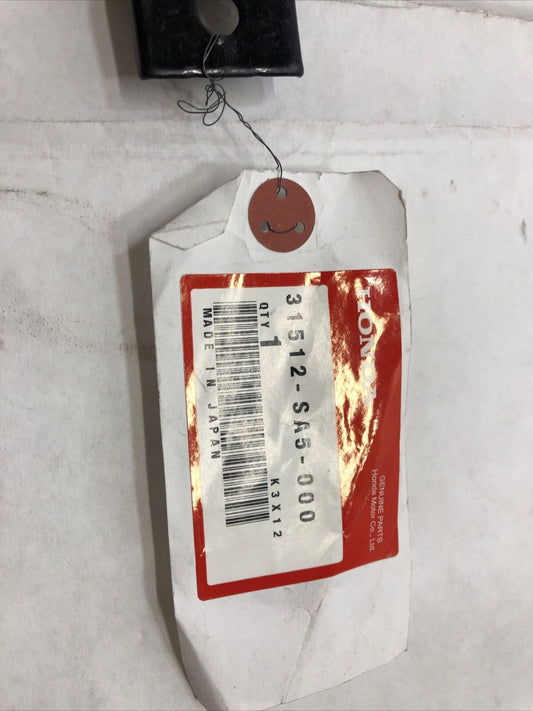 HONDA
GENUINE PARTS
Honda Motor Co., Ltd.
31512-SA5-000
QTY 1
K3X12
MADE IN JAPAN